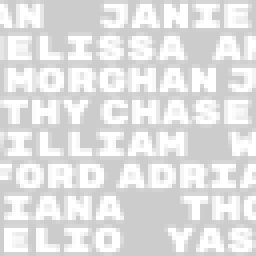 AN JANIE
MELISSA AN
MORGHAN J
THY CHASE
WILLIAM W
FORD ADRIA
IANA THO
ELIO YAS